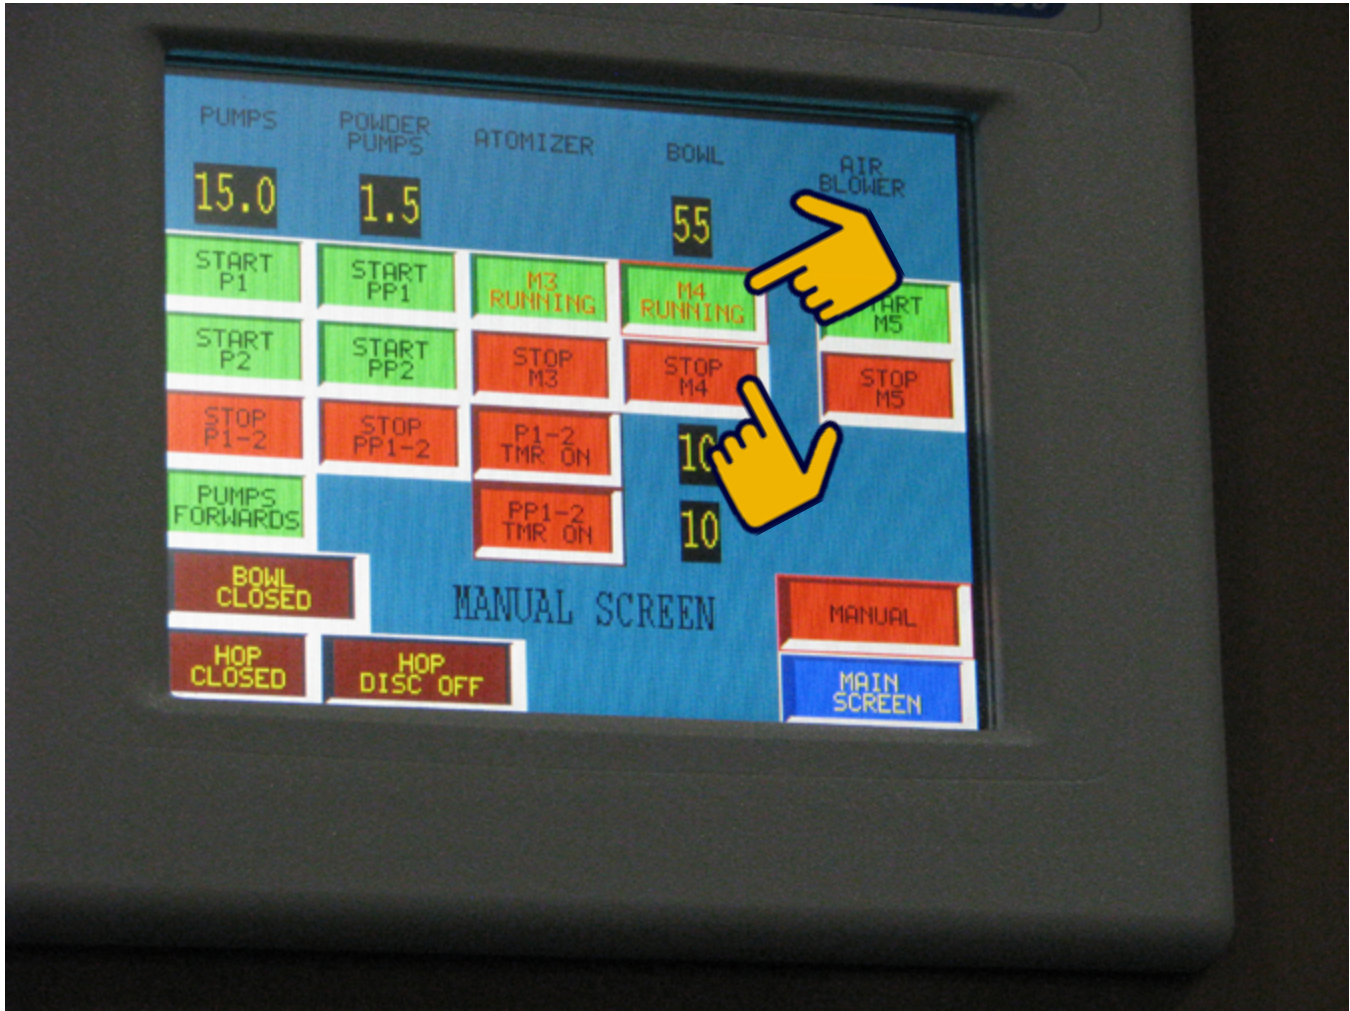 PUMPS
POWDER
PUMPS
ATOMIZER
BOWL
AIR
BLOWER
15.0
1.5
55
START
P1
START
PP1
M3
RUNNING
M4
RUNNING
M5
START
P2
START
PP2
STOP
M3
STOP
M4
STOP
M5
STOP
P1-2
STOP
PP1-2
P1-2
TMR ON
10
PUMPS
FORWARDS
PP1-2
TMR ON
10
BOWL
CLOSED
MANUAL SCREEN
MANUAL
HOP
CLOSED
HOP
DISC OFF
MAIN
SCREEN